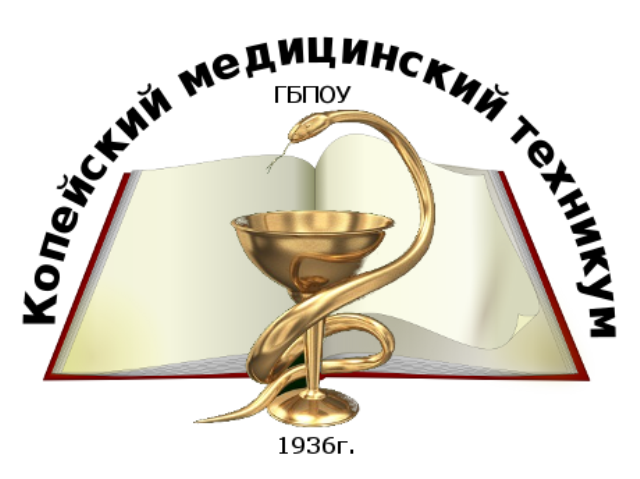 Копейский медицинский техникум
ГБПОУ
1936г.